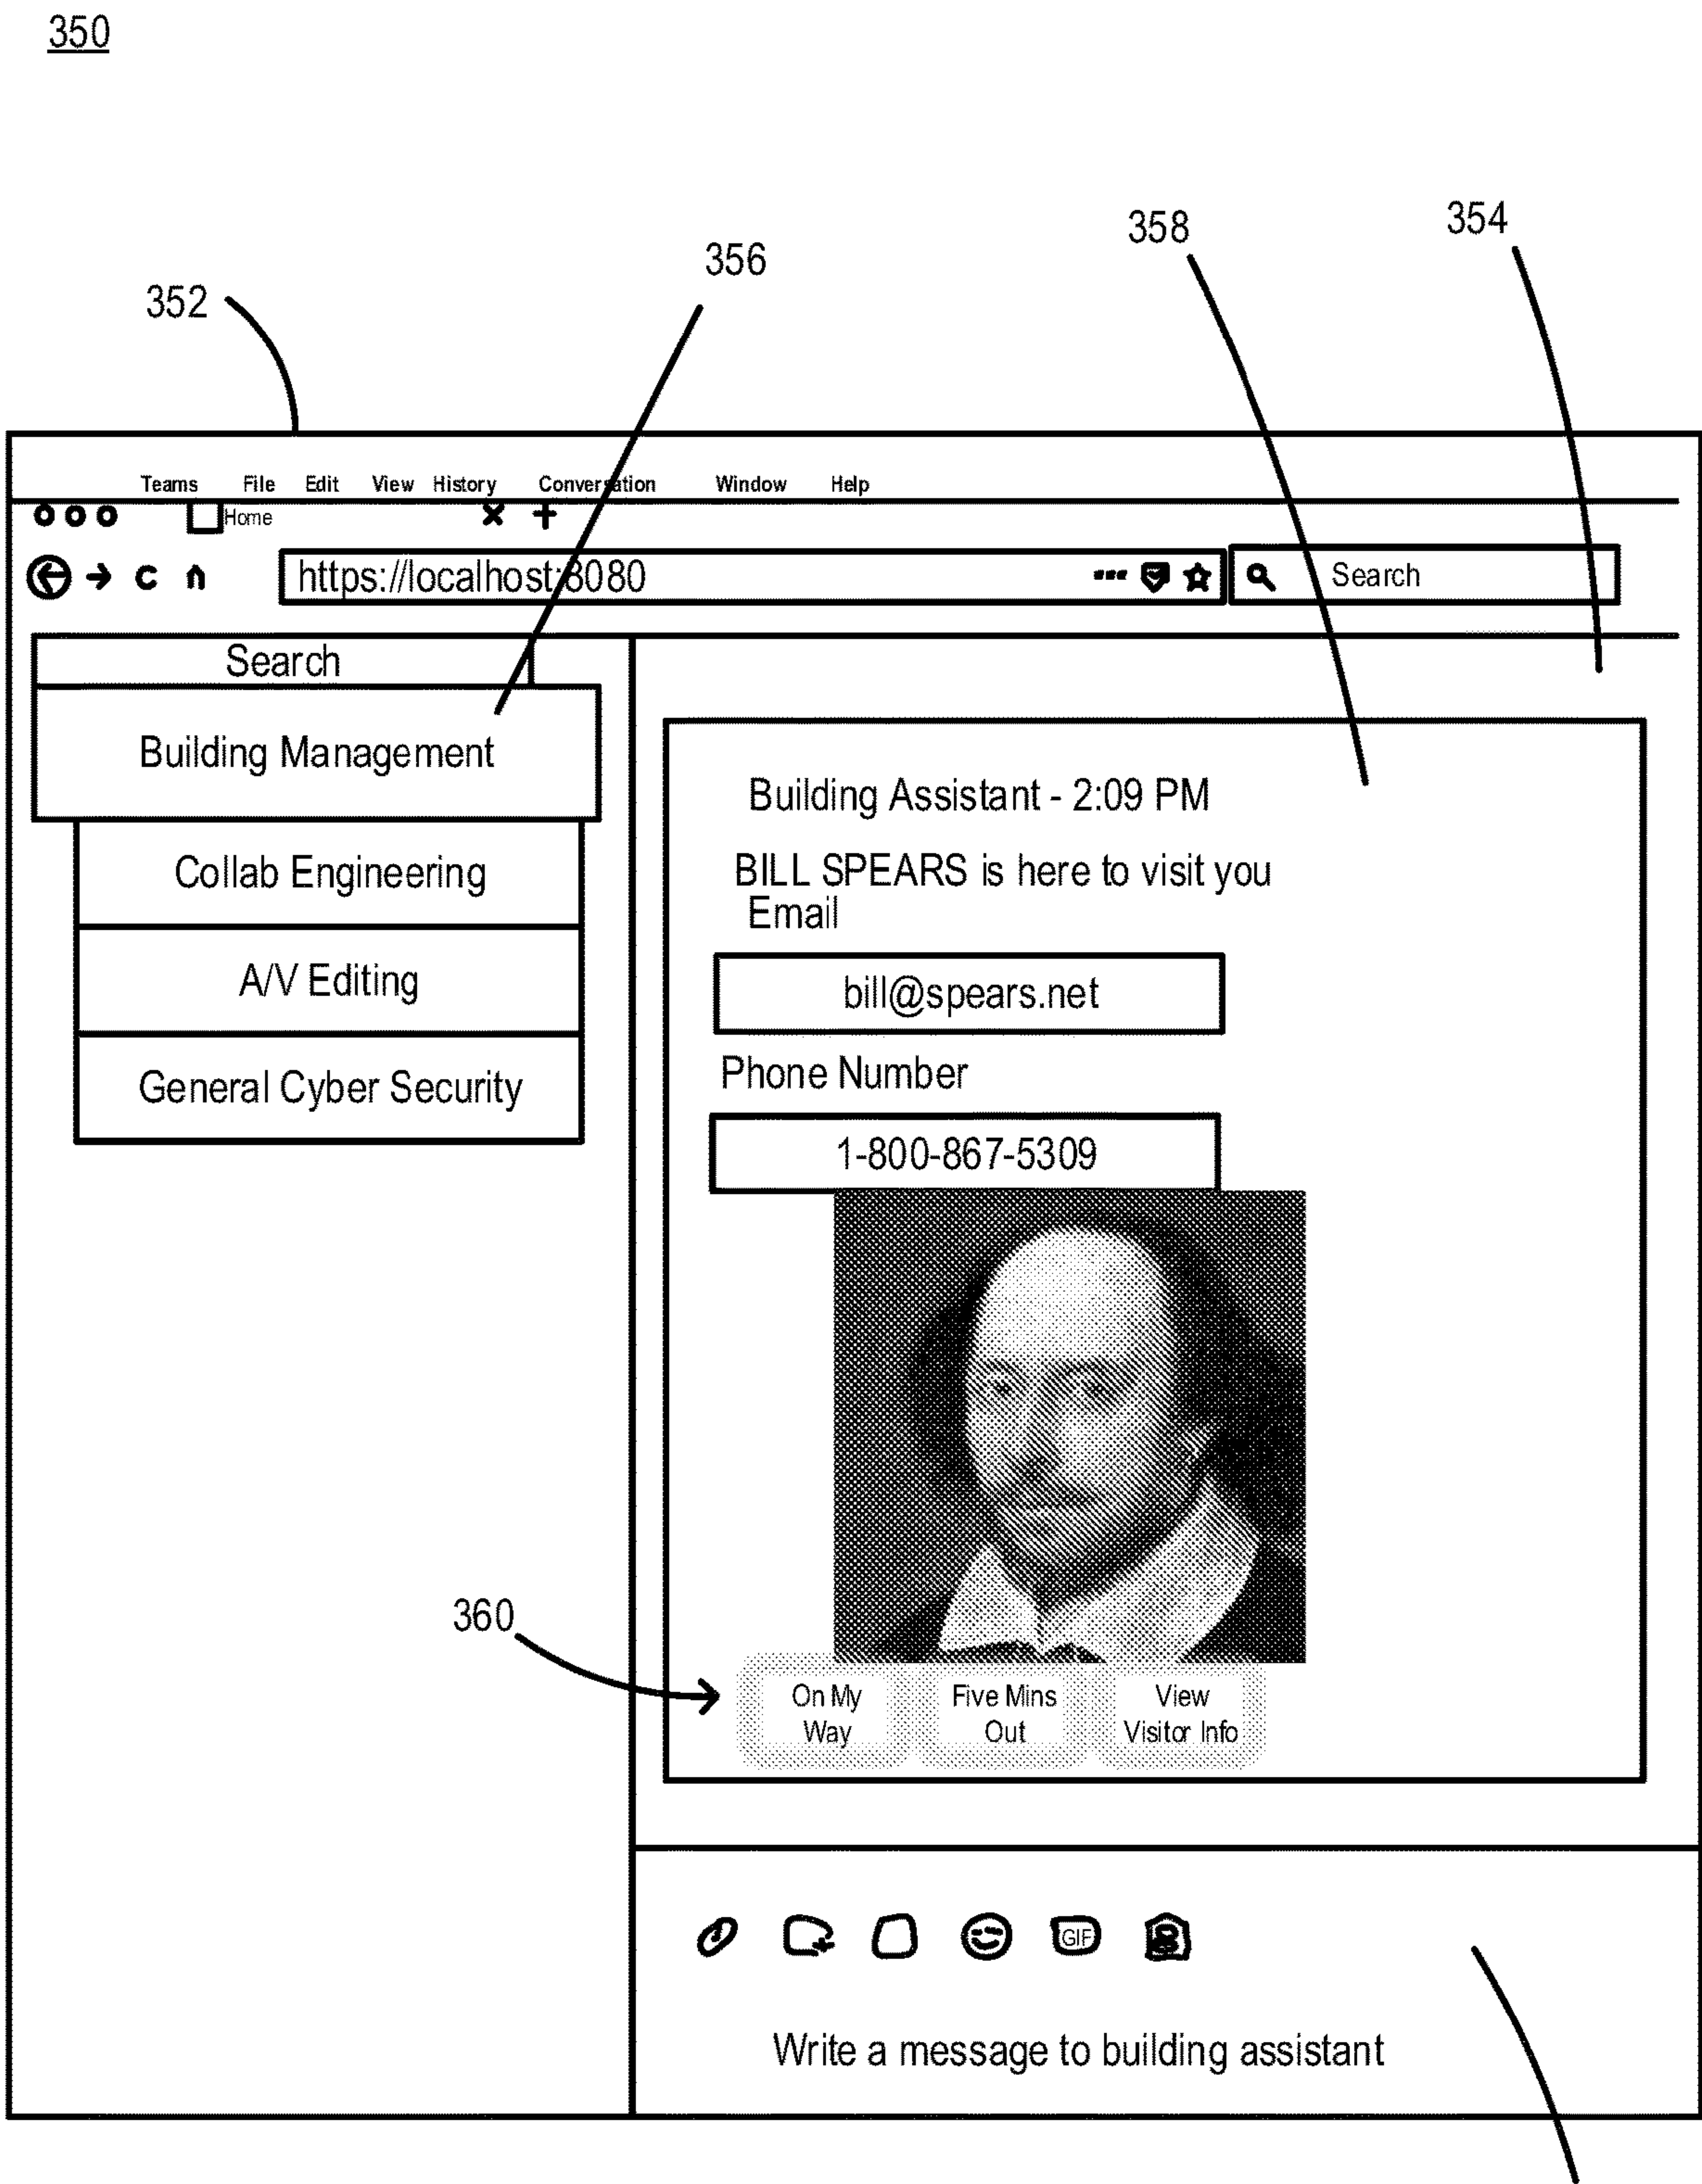 350
358
354
356
352
Teams File Edit View History Conversation Window Help
Home
https://localhost:8080
Search
Search
Building Management
Collab Engineering
A/V Editing
General Cyber Security
Building Assistant - 2:09 PM
BILL SPEARS is here to visit you
Email
bill@spears.net
Phone Number
1-800-867-5309
360
On My
Way
Five Mins
Out
View
Visitor Info
GIF
Write a message to building assistant